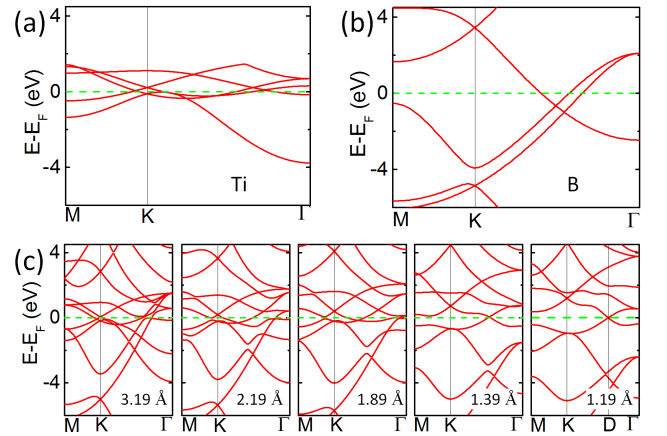 (a)
(b)
4
0
-4
E-E_F (eV)
Ti
M K Γ
4
0
-4
E-E_F (eV)
B
M K Γ
(c)
4
0
-4
E-E_F (eV)
3.19 Å
2.19 Å
1.89 Å
1.39 Å
1.19 Å
M K Γ
M K Γ
M K Γ
M K Γ
M K D Γ